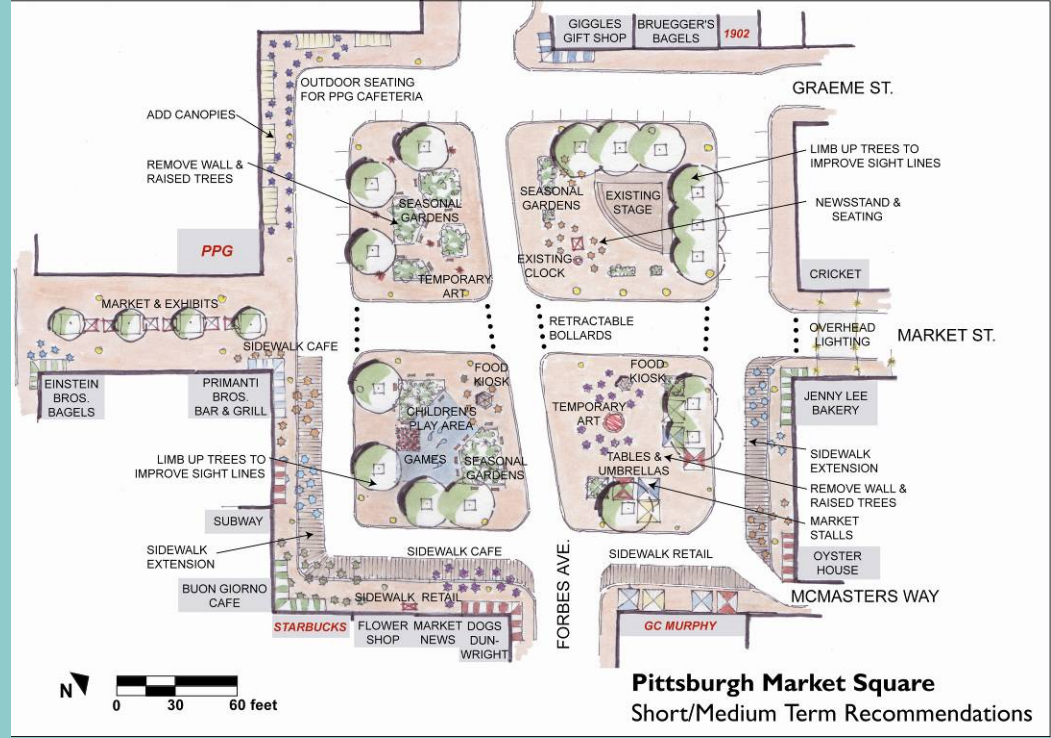 GIGGLES
GIFT SHOP
BRUEGGER'S
BAGELS
1902
OUTDOOR SEATING
FOR PPG CAFETERIA
GRAEME ST.
ADD CANOPIES
LIMB UP TREES TO
IMPROVE SIGHT LINES
REMOVE WALL &
RAISED TREES
SEASONAL
GARDENS
SEASONAL
GARDENS
EXISTING
STAGE
NEWSSTAND &
SEATING
PPG
EXISTING
CLOCK
TEMPORARY
ART
CRICKET
MARKET & EXHIBITS
RETRACTABLE
BOLLARDS
OVERHEAD
LIGHTING
MARKET ST.
SIDEWALK CAFE
EINSTEIN
BROS.
BAGELS
PRIMANTI
BROS.
BAR & GRILL
FOOD
KIOSK
FOOD
KIOSK
CHILDREN'S
PLAY AREA
TEMPORARY
ART
JENNY LEE
BAKERY
LIMB UP TREES TO
IMPROVE SIGHT LINES
GAMES
SEASONAL
GARDENS
TABLES &
UMBRELLAS
SIDEWALK
EXTENSION
REMOVE WALL &
RAISED TREES
SUBWAY
MARKET
STALLS
SIDEWALK
EXTENSION
SIDEWALK CAFE
SIDEWALK RETAIL
OYSTER
HOUSE
BUON GIORNO
CAFE
SIDEWALK RETAIL
FORBES AVE.
MCMASTERS WAY
STARBUCKS
FLOWER
SHOP
MARKET
NEWS
DOGS
DUN-
WRIGHT
GC MURPHY
N
0 30 60 feet
Pittsburgh Market Square
Short/Medium Term Recommendations